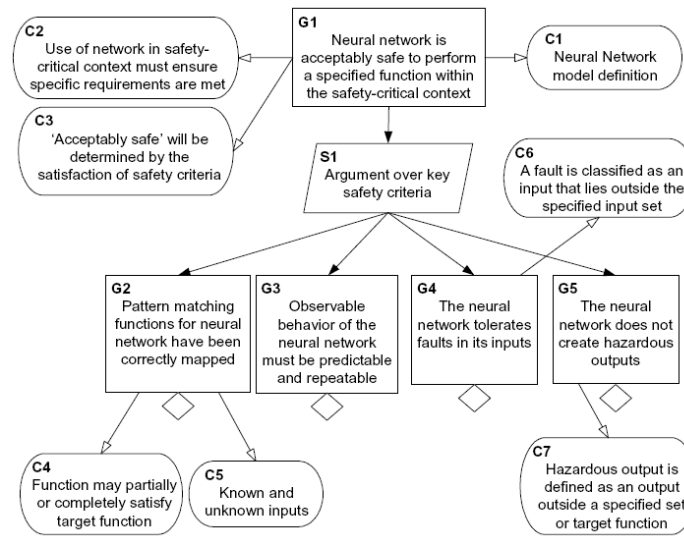 C2
Use of network in safety-
critical context must ensure
specific requirements are met
G1
Neural network is
acceptably safe to perform
a specified function within
the safety-critical context
C1
Neural Network
model definition
C3
‘Acceptably safe’ will be
determined by the
satisfaction of safety criteria
S1
Argument over key
safety criteria
C6
A fault is classified as an
input that lies outside the
specified input set
G2
Pattern matching
functions for neural
network have been
correctly mapped
G3
Observable
behavior of the
neural network
must be predictable
and repeatable
G4
The neural
network tolerates
faults in its inputs
G5
The neural
network does not
create hazardous
outputs
C4
Function may partially
or completely satisfy
target function
C5
Known and
unknown inputs
C7
Hazardous output is
defined as an output
outside a specified set
or target function